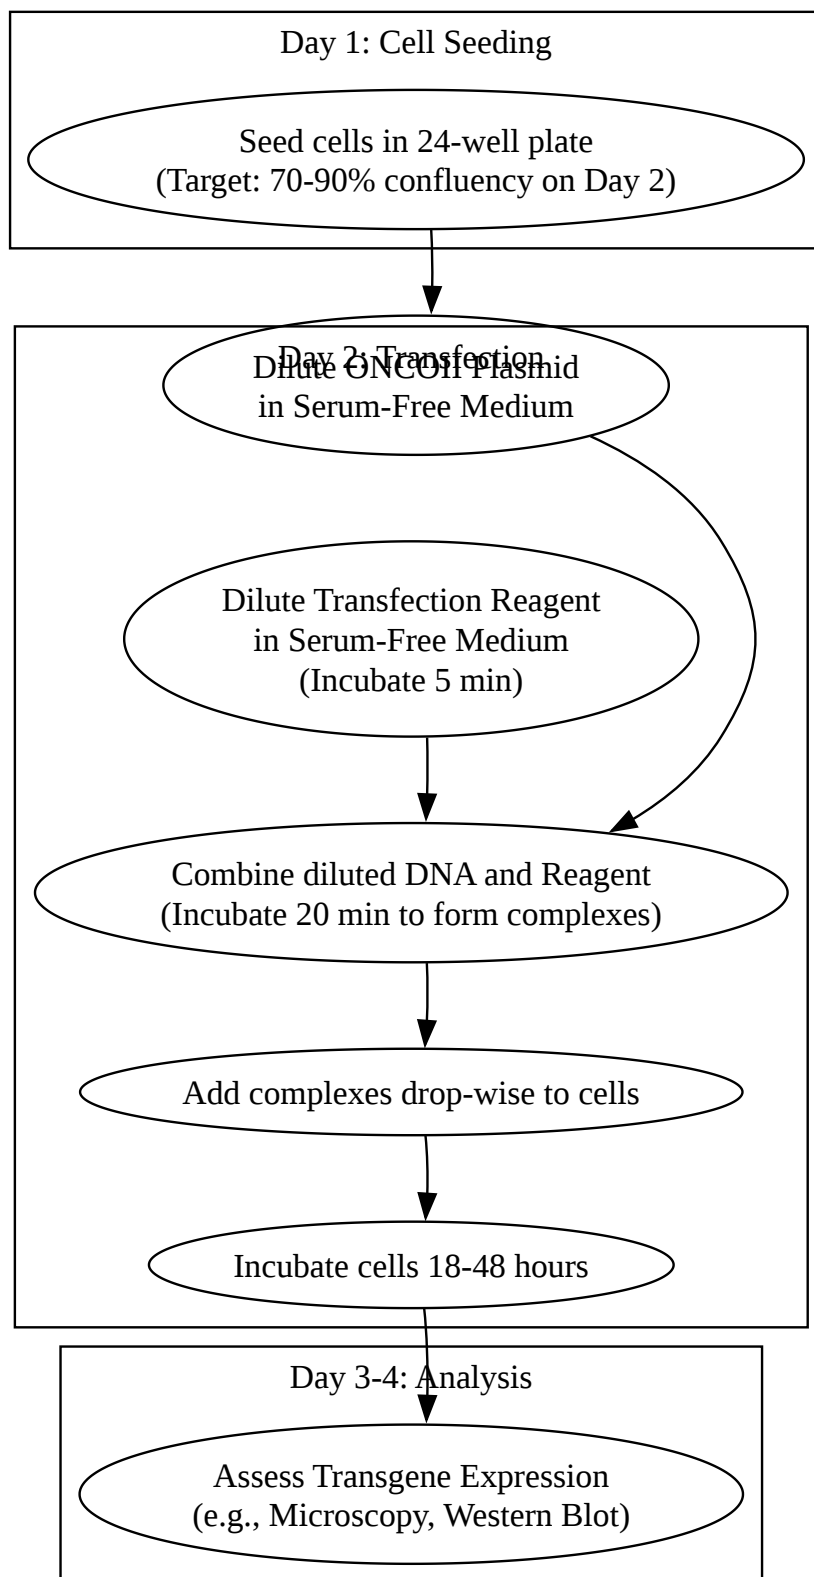 Day 1: Cell Seeding
Seed cells in 24-well plate
(Target: 70-90% confluency on Day 2)
Day 2: Transfection
Dilute ONCOII Plasmid
in Serum-Free Medium
Dilute Transfection Reagent
in Serum-Free Medium
(Incubate 5 min)
Combine diluted DNA and Reagent
(Incubate 20 min to form complexes)
Add complexes drop-wise to cells
Incubate cells 18-48 hours
Day 3-4: Analysis
Assess Transgene Expression
(e.g., Microscopy, Western Blot)